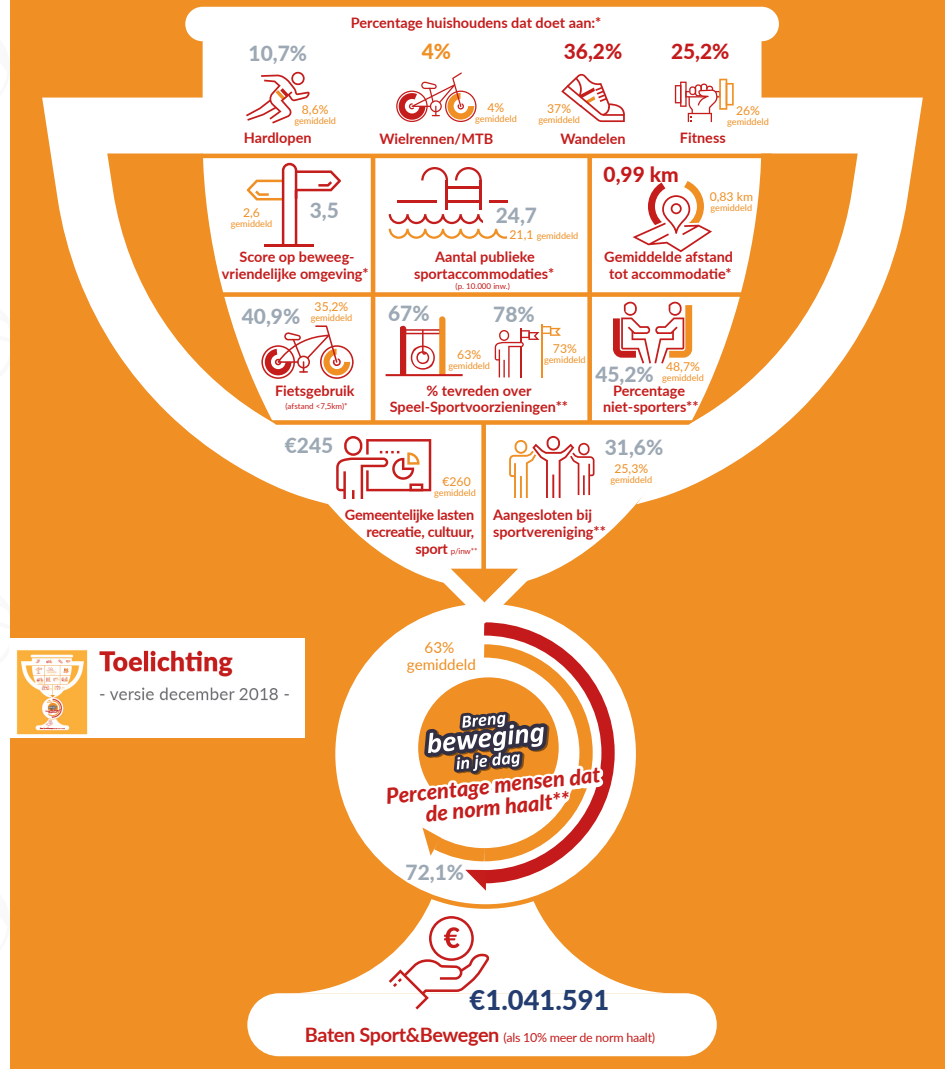 Percentage huishoudens dat doet aan:*
10,7%
4%
36,2%
25,2%
8,6%
gemiddeld
4%
gemiddeld
37%
gemiddeld
26%
gemiddeld
Hardlopen
Wielrennen/MTB
Wandelen
Fitness
2,6
gemiddeld
3,5
Score op beweeg-
vriendelijke omgeving*
24,7
21,1 gemiddeld
Aantal publieke
sportaccommodaties*
(p. 10.000 inw.)
0,99 km
0,83 km
gemiddeld
Gemiddelde afstand
tot accommodatie*
40,9%
35,2%
gemiddeld
Fietsgebruik
(afstand <7,5km)*
67%
63%
gemiddeld
78%
73%
gemiddeld
% tevreden over
Speel-Sportvoorzieningen**
45,2%
48,7%
gemiddeld
Percentage
niet-sporters**
€245
€260
gemiddeld
Gemeentelijke lasten
recreatie, cultuur,
sport p/inw**
31,6%
25,3%
gemiddeld
Aangesloten bij
sportvereniging**
63%
gemiddeld
Toelichting
- versie december 2018 -
Breng
beweging
in je dag
Percentage mensen dat
de norm haalt**
72,1%
€
€1.041.591
Baten Sport&Bewegen (als 10% meer de norm haalt)